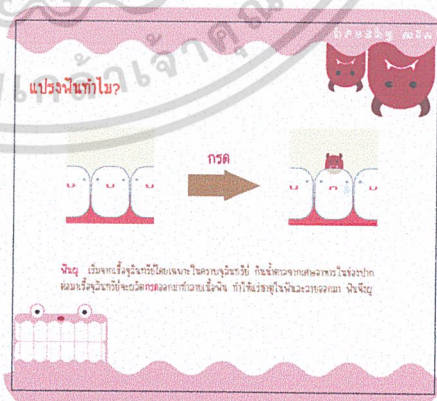 แปรงฟันทำไม?
กรด
ฟันผุ เริ่มจากเชื้อจุลินทรีย์โดยเฉพาะในคราบจุลินทรีย์ กินน้ำตาลจากเศษอาหารในช่องปาก
ต่อมาเชื้อจุลินทรีย์จะผลิตกรดออกมาทำลายเนื้อฟัน ทำให้แร่ธาตุในฟันละลายออกมา ฟันจึงผุ